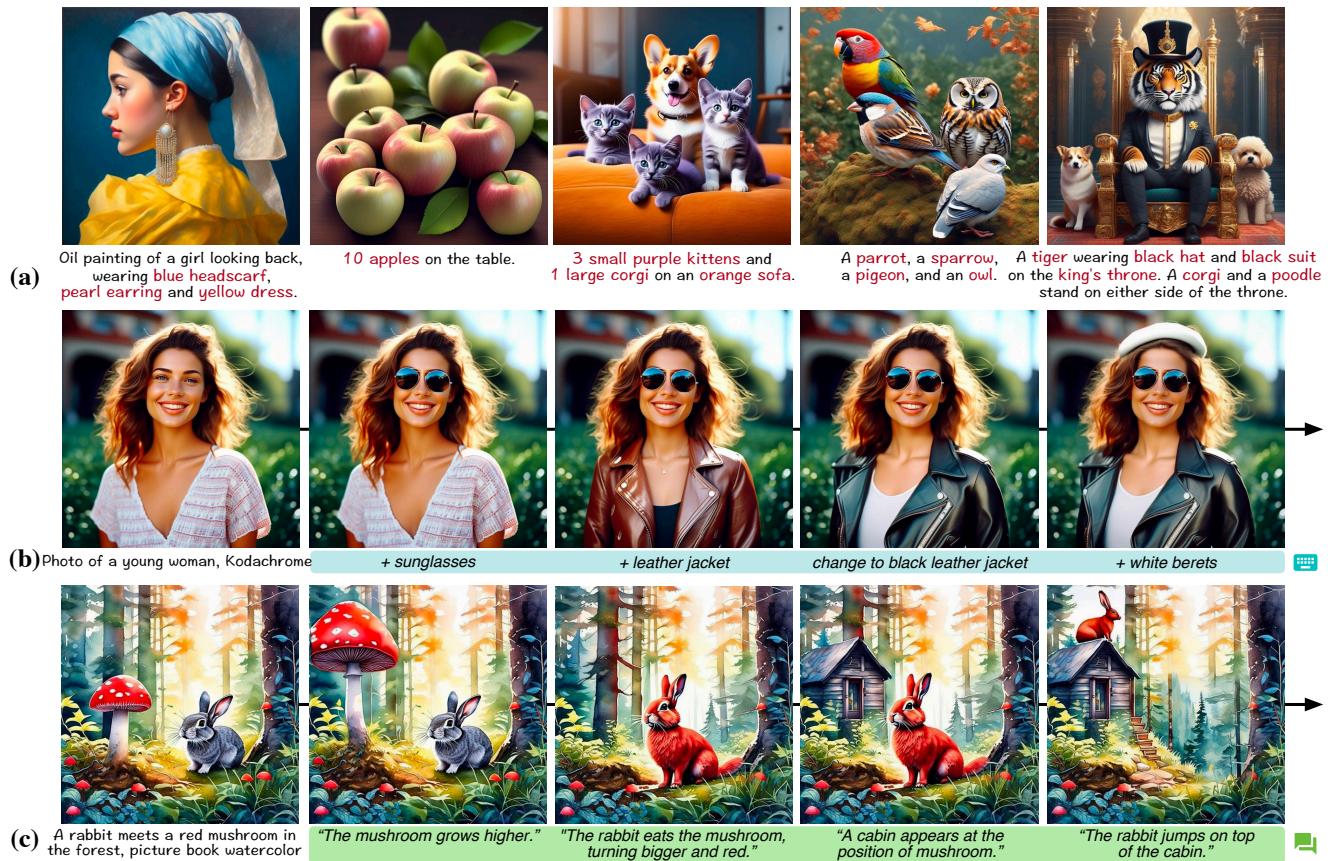 Oil painting of a girl looking back,
wearing blue headscarf,
pearl earring and yellow dress.
10 apples on the table.
3 small purple kittens and
1 large corgi on an orange sofa.
A parrot, a sparrow,
a pigeon, and an owl.
A tiger wearing black hat and black suit
on the king's throne. A corgi and a poodle
stand on either side of the throne.
(a)
(b)
Photo of a young woman, Kodachrome
+ sunglasses
+ leather jacket
change to black leather jacket
+ white berets
(c)
A rabbit meets a red mushroom in
the forest, picture book watercolor
“The mushroom grows higher.”
"The rabbit eats the mushroom,
turning bigger and red.”
“A cabin appears at the
position of mushroom.”
“The rabbit jumps on top
of the cabin.”